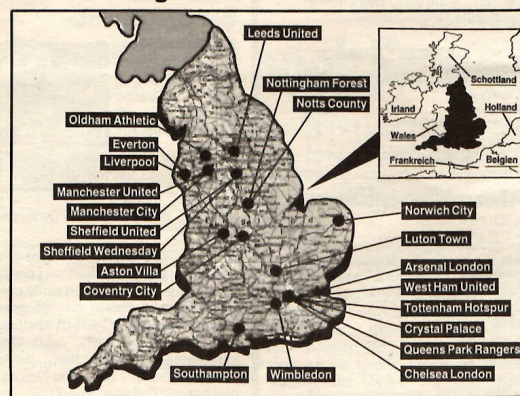 Leeds United
Nottingham Forest
Notts County
Oldham Athletic
Everton
Liverpool
Manchester United
Manchester City
Sheffield United
Sheffield Wednesday
Aston Villa
Coventry City
Southampton
Wimbledon
Norwich City
Luton Town
Arsenal London
West Ham United
Tottenham Hotspur
Crystal Palace
Queens Park Rangers
Chelsea London
Schottland
Irland
Holland
Wales
Frankreich
Belgien